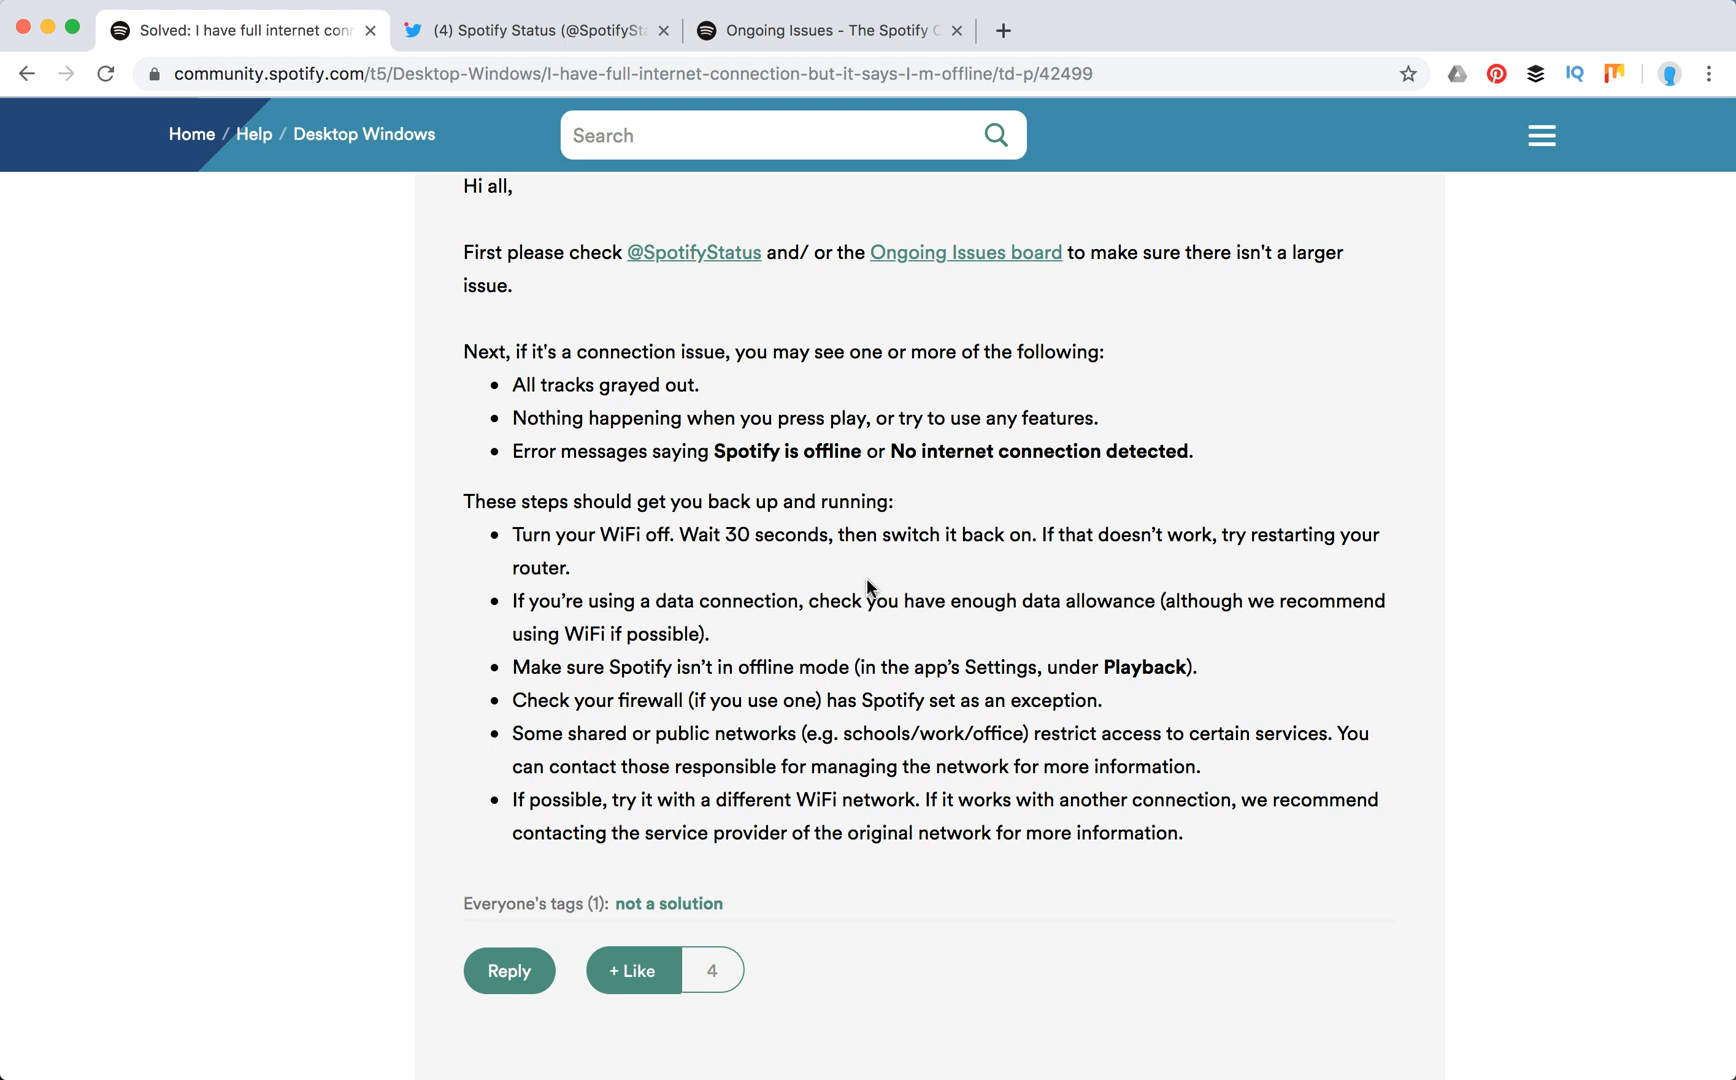 Solved: I have full internet con
(4) Spotify Status (@SpotifySt
Ongoing Issues - The Spotify C
community.spotify.com/t5/Desktop-Windows/I-have-full-internet-connection-but-it-says-I-m-offline/td-p/42499
IQ
Home / Help / Desktop Windows
Search
Hi all,
First please check @SpotifyStatus and/ or the Ongoing Issues board to make sure there isn't a larger
issue.
Next, if it's a connection issue, you may see one or more of the following:
• All tracks grayed out.
• Nothing happening when you press play, or try to use any features.
• Error messages saying Spotify is offline or No internet connection detected.
These steps should get you back up and running:
• Turn your WiFi off. Wait 30 seconds, then switch it back on. If that doesn’t work, try restarting your
router.
• If you’re using a data connection, check you have enough data allowance (although we recommend
using WiFi if possible).
• Make sure Spotify isn’t in offline mode (in the app’s Settings, under Playback).
• Check your firewall (if you use one) has Spotify set as an exception.
• Some shared or public networks (e.g. schools/work/office) restrict access to certain services. You
can contact those responsible for managing the network for more information.
• If possible, try it with a different WiFi network. If it works with another connection, we recommend
contacting the service provider of the original network for more information.
Everyone's tags (1): not a solution
Reply
+ Like
4